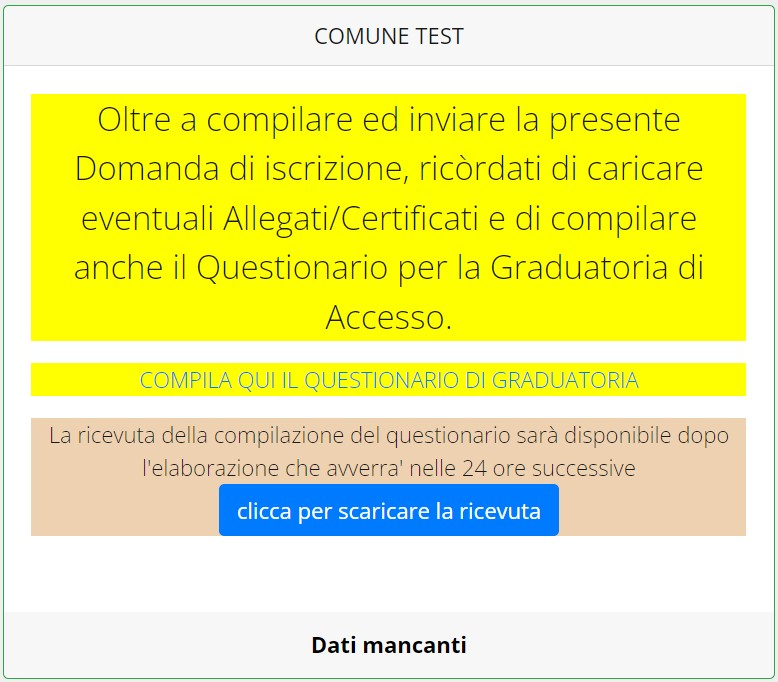 COMUNE TEST
Oltre a compilare ed inviare la presente
Domanda di iscrizione, ricòrdati di caricare
eventuali Allegati/Certificati e di compilare
anche il Questionario per la Graduatoria di
Accesso.
COMPILA QUI IL QUESTIONARIO DI GRADUATORIA
La ricevuta della compilazione del questionario sarà disponibile dopo
l'elaborazione che avverra' nelle 24 ore successive
clicca per scaricare la ricevuta
Dati mancanti